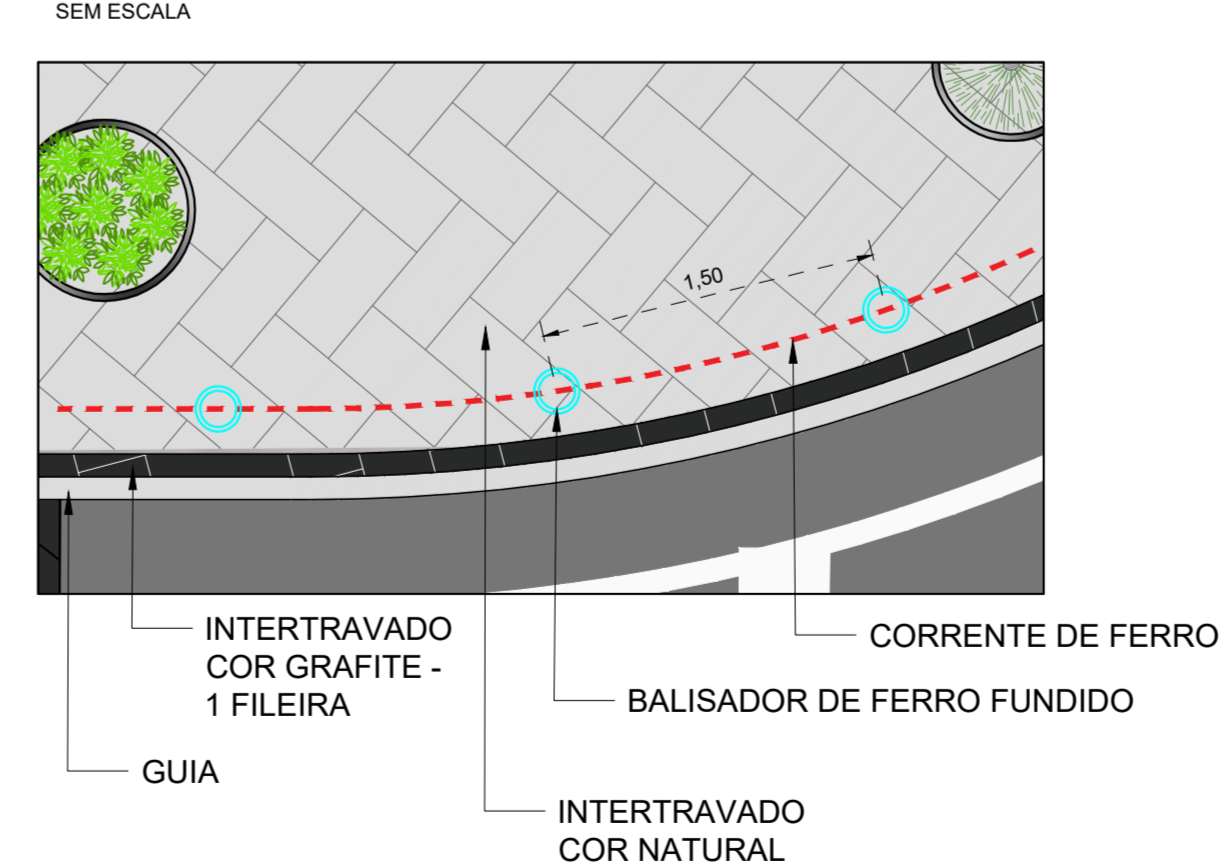 SEM ESCALA
1,50
INTERTRAVADO
COR GRAFITE -
1 FILEIRA
CORRENTE DE FERRO
BALISADOR DE FERRO FUNDIDO
GUIA
INTERTRAVADO
COR NATURAL